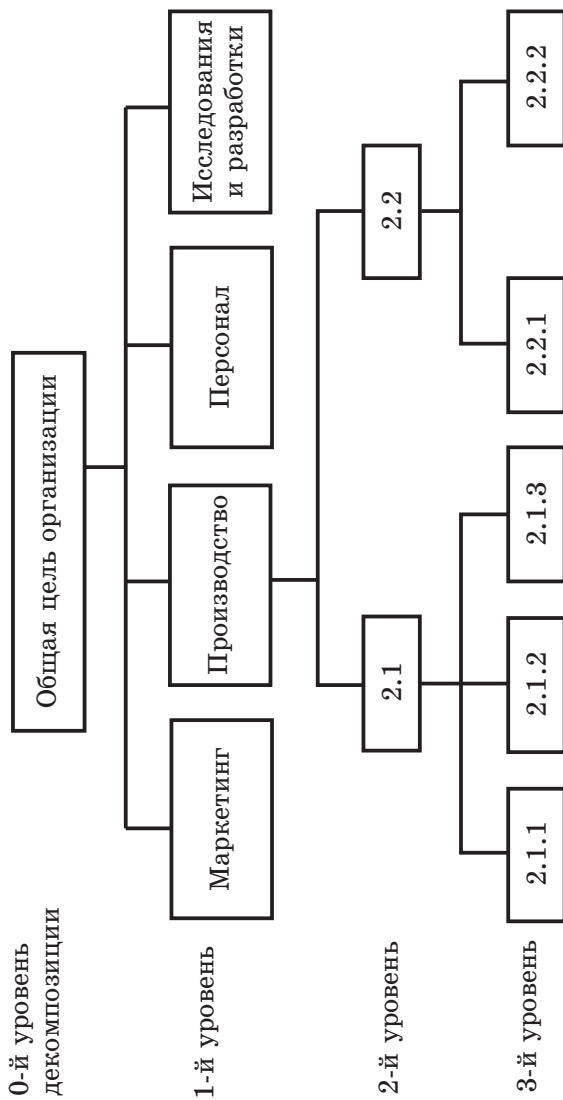 0-й уровень
декомпозиции
Общая цель организации
1-й уровень
Маркетинг
Производство
Персонал
Исследования
и разработки
2-й уровень
2.1
2.2
3-й уровень
2.1.1
2.1.2
2.1.3
2.2.1
2.2.2